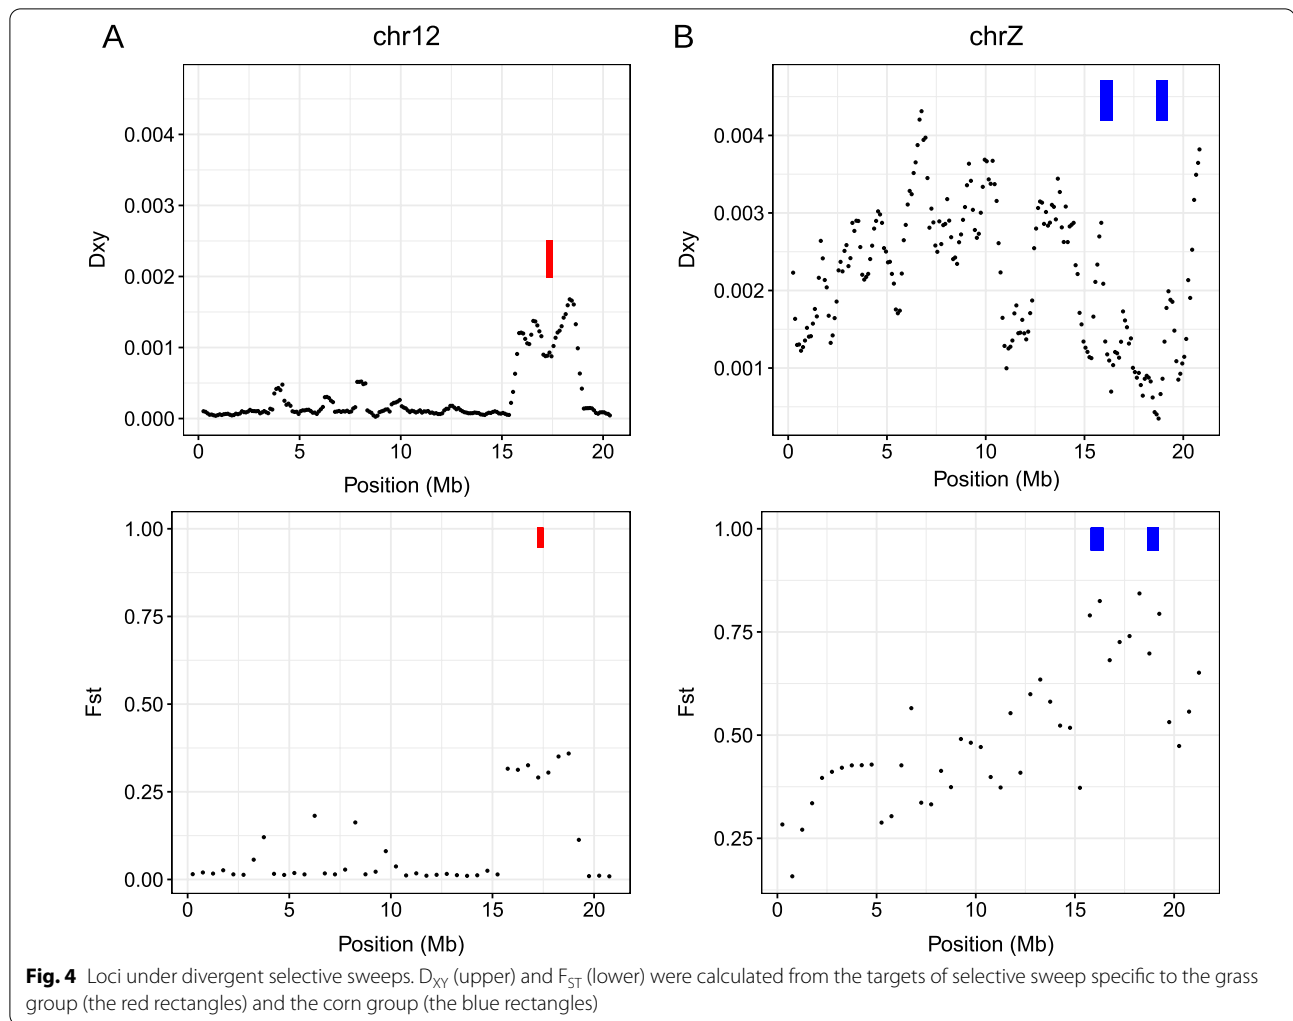 A
chr12
B
chrZ
0.004
0.003
0.002
0.001
0.000
Dxy
0
5
10
15
20
Position (Mb)
0.004
0.003
0.002
0.001
Dxy
0
5
10
15
20
Position (Mb)
1.00
0.75
0.50
0.25
0.00
Fst
0
5
10
15
20
Position (Mb)
1.00
0.75
0.50
0.25
Fst
0
5
10
15
20
Position (Mb)
Fig. 4 Loci under divergent selective sweeps. DXY (upper) and FST (lower) were calculated from the targets of selective sweep specific to the grass
group (the red rectangles) and the corn group (the blue rectangles)